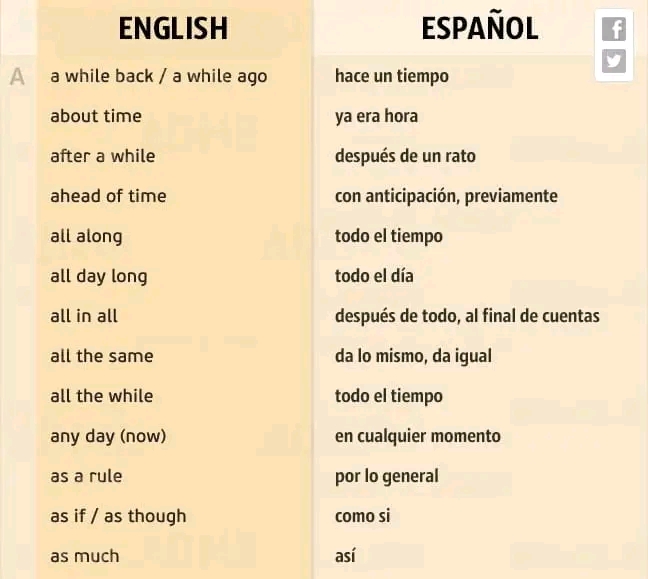 ENGLISH ESPAÑOL
A a while back / a while ago hace un tiempo
about time ya era hora
after a while después de un rato
ahead of time con anticipación, previamente
all along todo el tiempo
all day long todo el día
all in all después de todo, al final de cuentas
all the same da lo mismo, da igual
all the while todo el tiempo
any day (now) en cualquier momento
as a rule por lo general
as if / as though como si
as much así